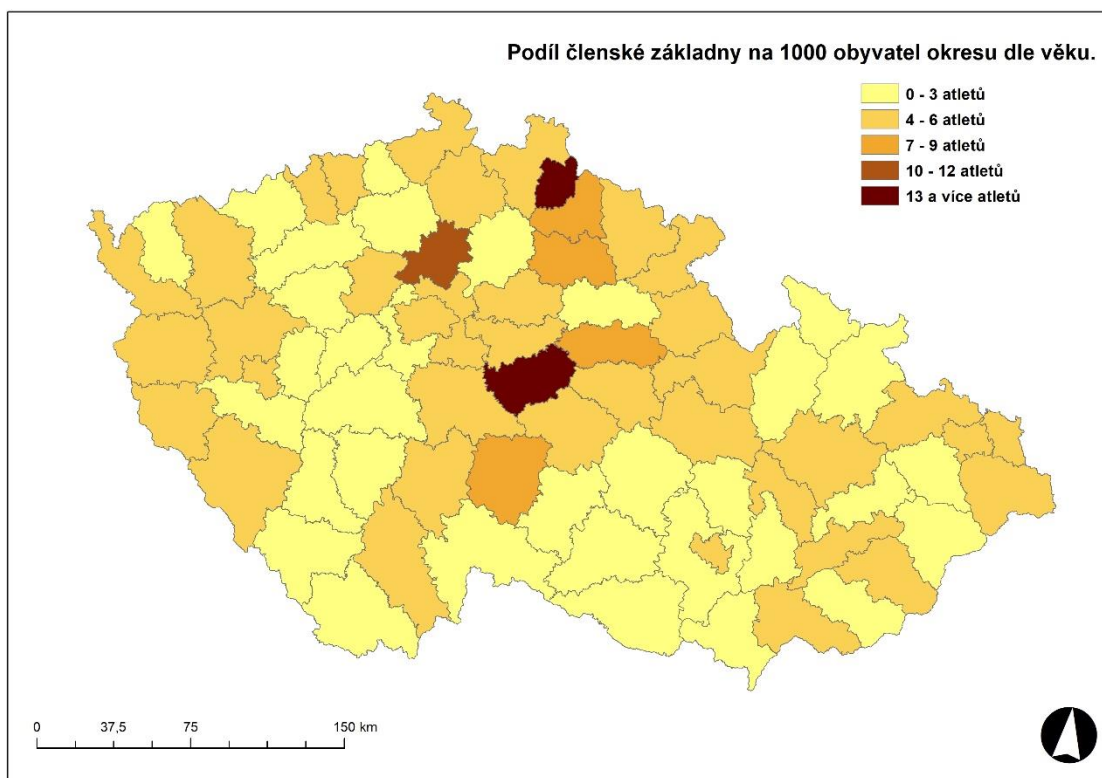 Podíl členské základny na 1000 obyvatel okresu dle věku.
0 - 3 atletů
4 - 6 atletů
7 - 9 atletů
10 - 12 atletů
13 a více atletů
0 37,5 75 150 km